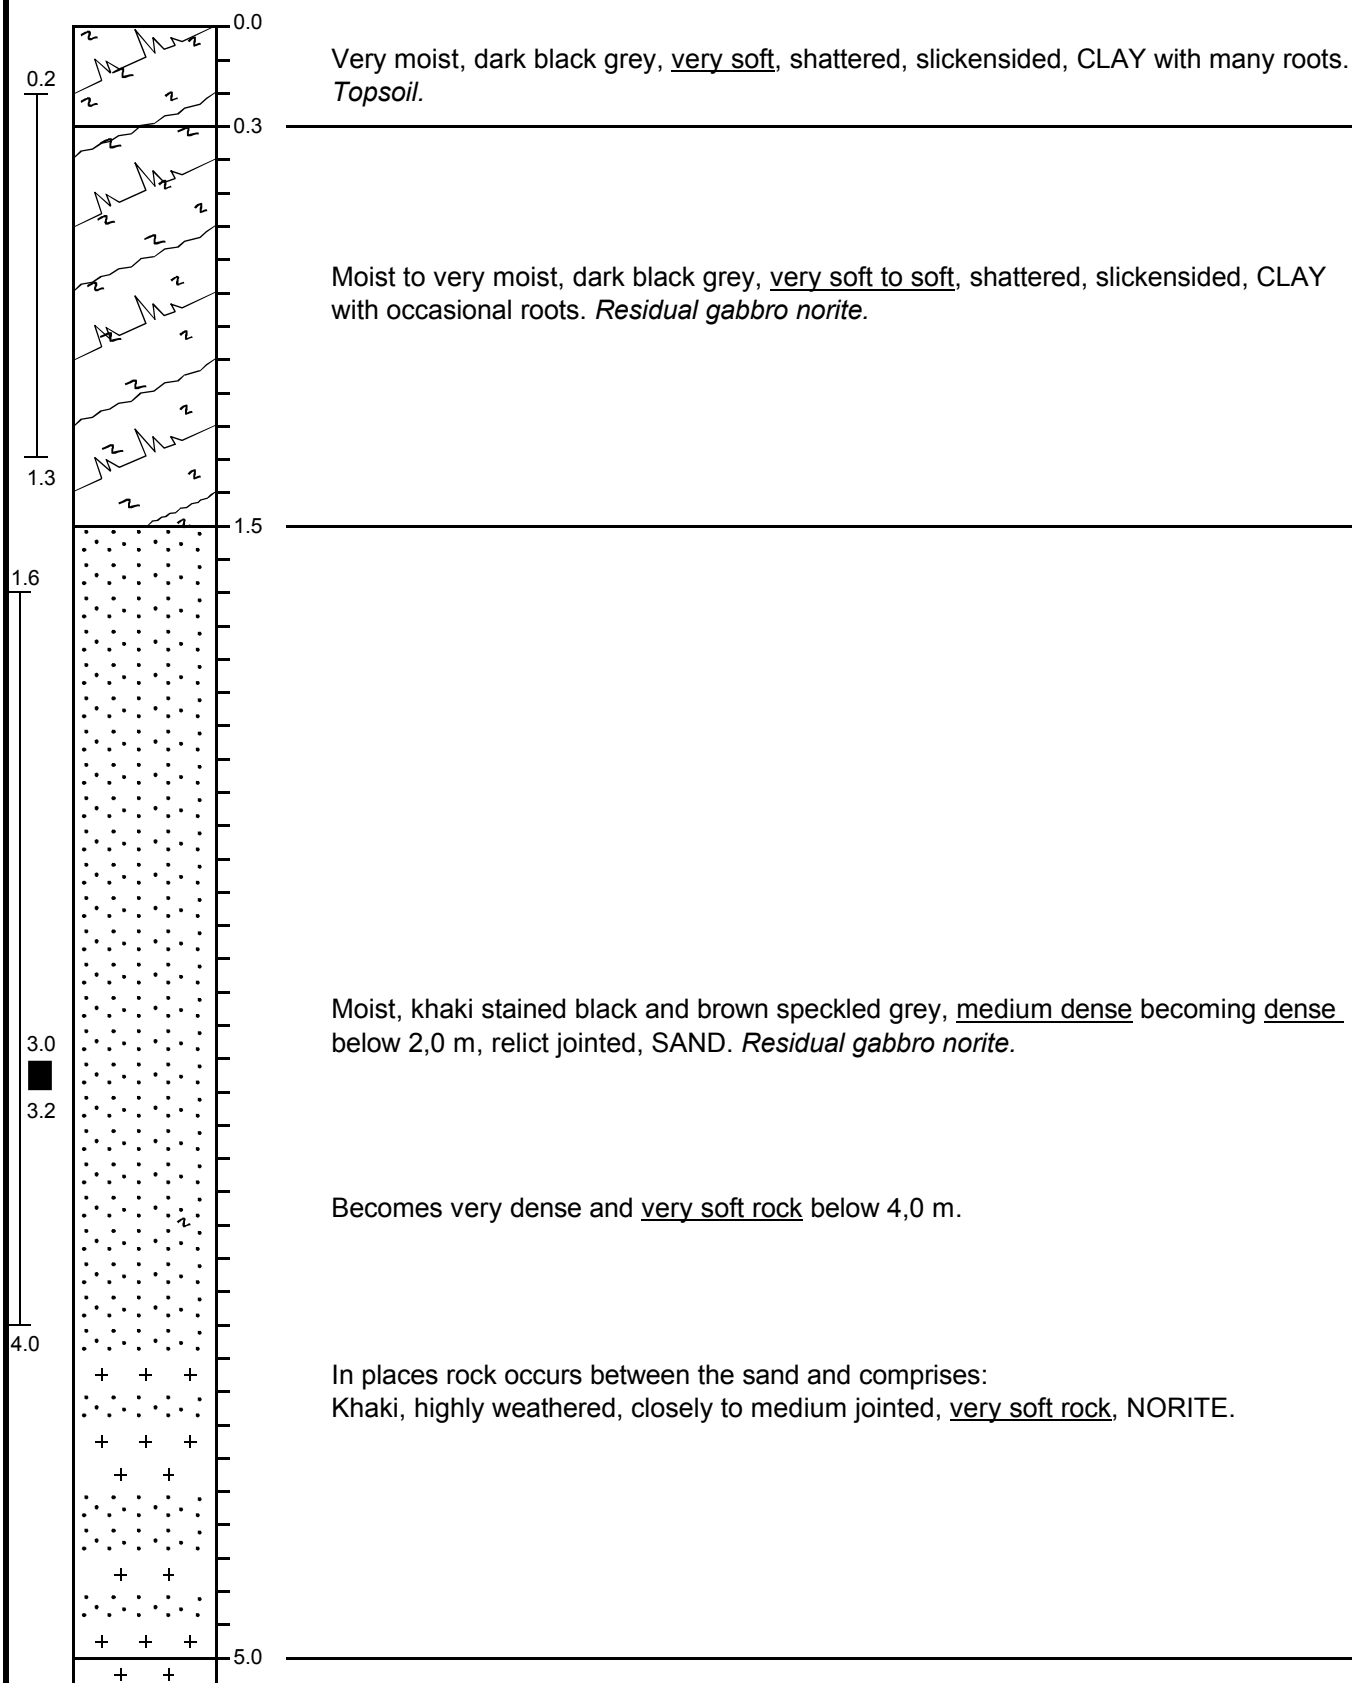 0.0
Very moist, dark black grey, very soft, shattered, slickensided, CLAY with many roots.
0.2
Topsoil.
0.3
Moist to very moist, dark black grey, very soft to soft, shattered, slickensided, CLAY
with occasional roots. Residual gabbro norite.
1.3
1.5
1.6
Moist, khaki stained black and brown speckled grey, medium dense becoming dense
3.0
below 2,0 m, relict jointed, SAND. Residual gabbro norite.
3.2
Becomes very dense and very soft rock below 4,0 m.
4.0
In places rock occurs between the sand and comprises:
Khaki, highly weathered, closely to medium jointed, very soft rock, NORITE.
5.0